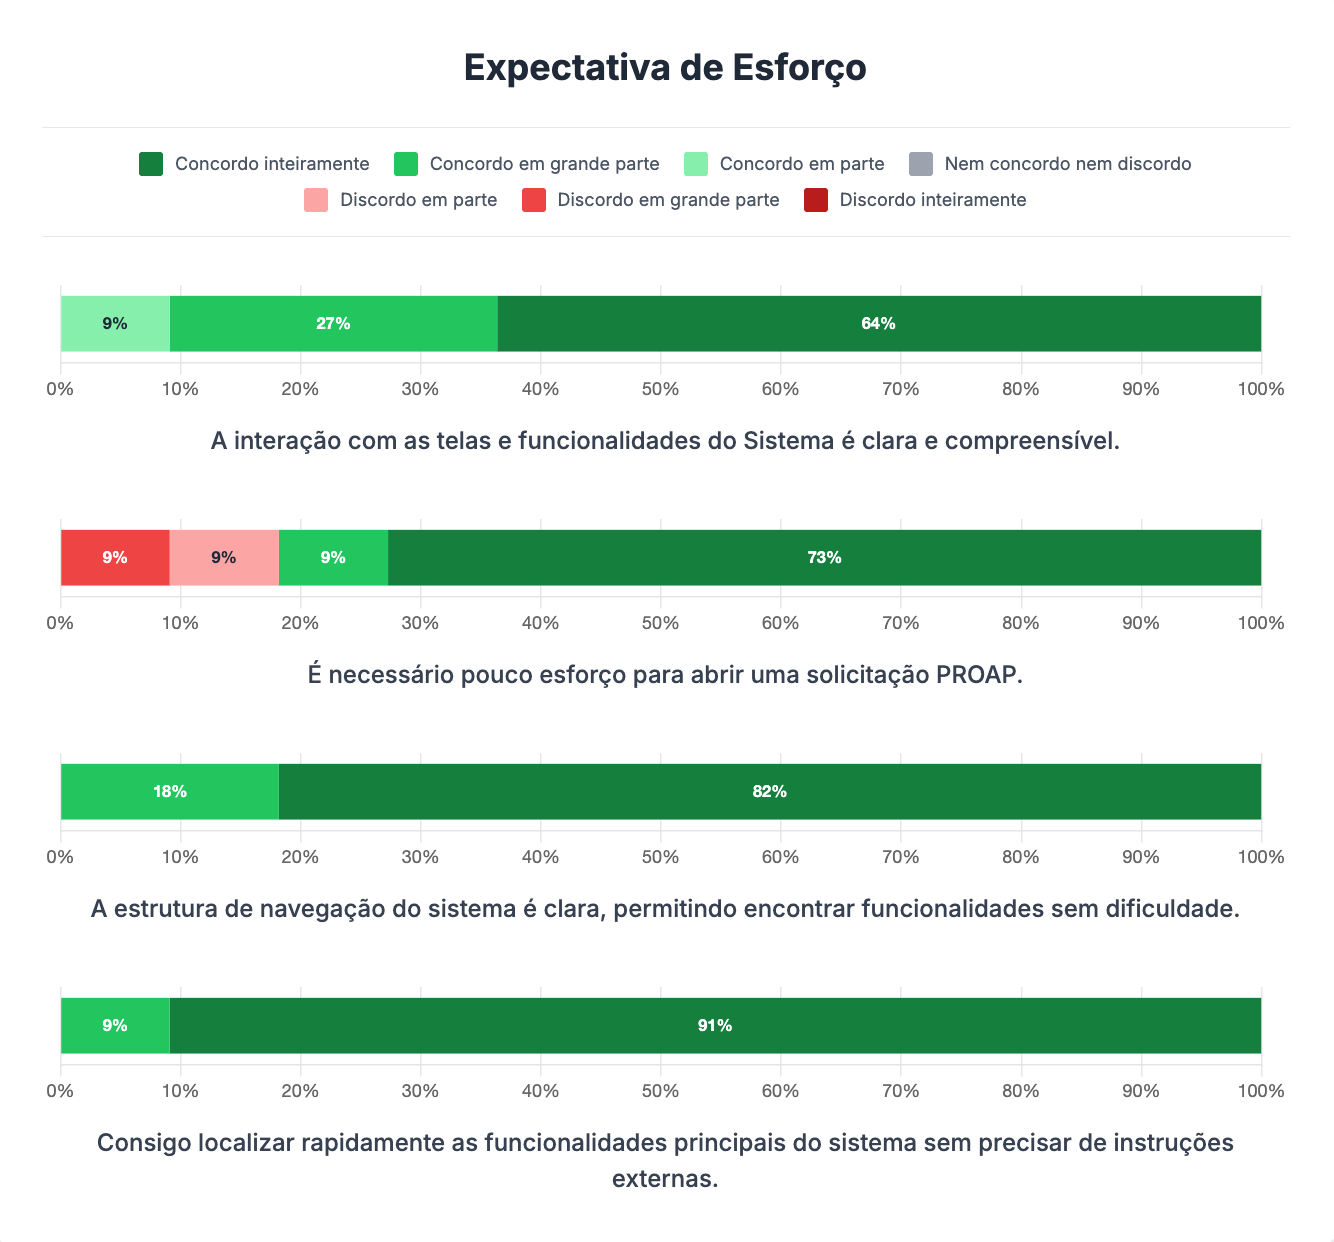 Expectativa de Esforço
Concordo inteiramente Concordo em grande parte Concordo em parte Nem concordo nem discordo
Discordo em parte Discordo em grande parte Discordo inteiramente
9% 27% 64%
0% 10% 20% 30% 40% 50% 60% 70% 80% 90% 100%
A interação com as telas e funcionalidades do Sistema é clara e compreensível.
9% 9% 9% 73%
0% 10% 20% 30% 40% 50% 60% 70% 80% 90% 100%
É necessário pouco esforço para abrir uma solicitação PROAP.
18% 82%
0% 10% 20% 30% 40% 50% 60% 70% 80% 90% 100%
A estrutura de navegação do sistema é clara, permitindo encontrar funcionalidades sem dificuldade.
9% 91%
0% 10% 20% 30% 40% 50% 60% 70% 80% 90% 100%
Consigo localizar rapidamente as funcionalidades principais do sistema sem precisar de instruções
externas.